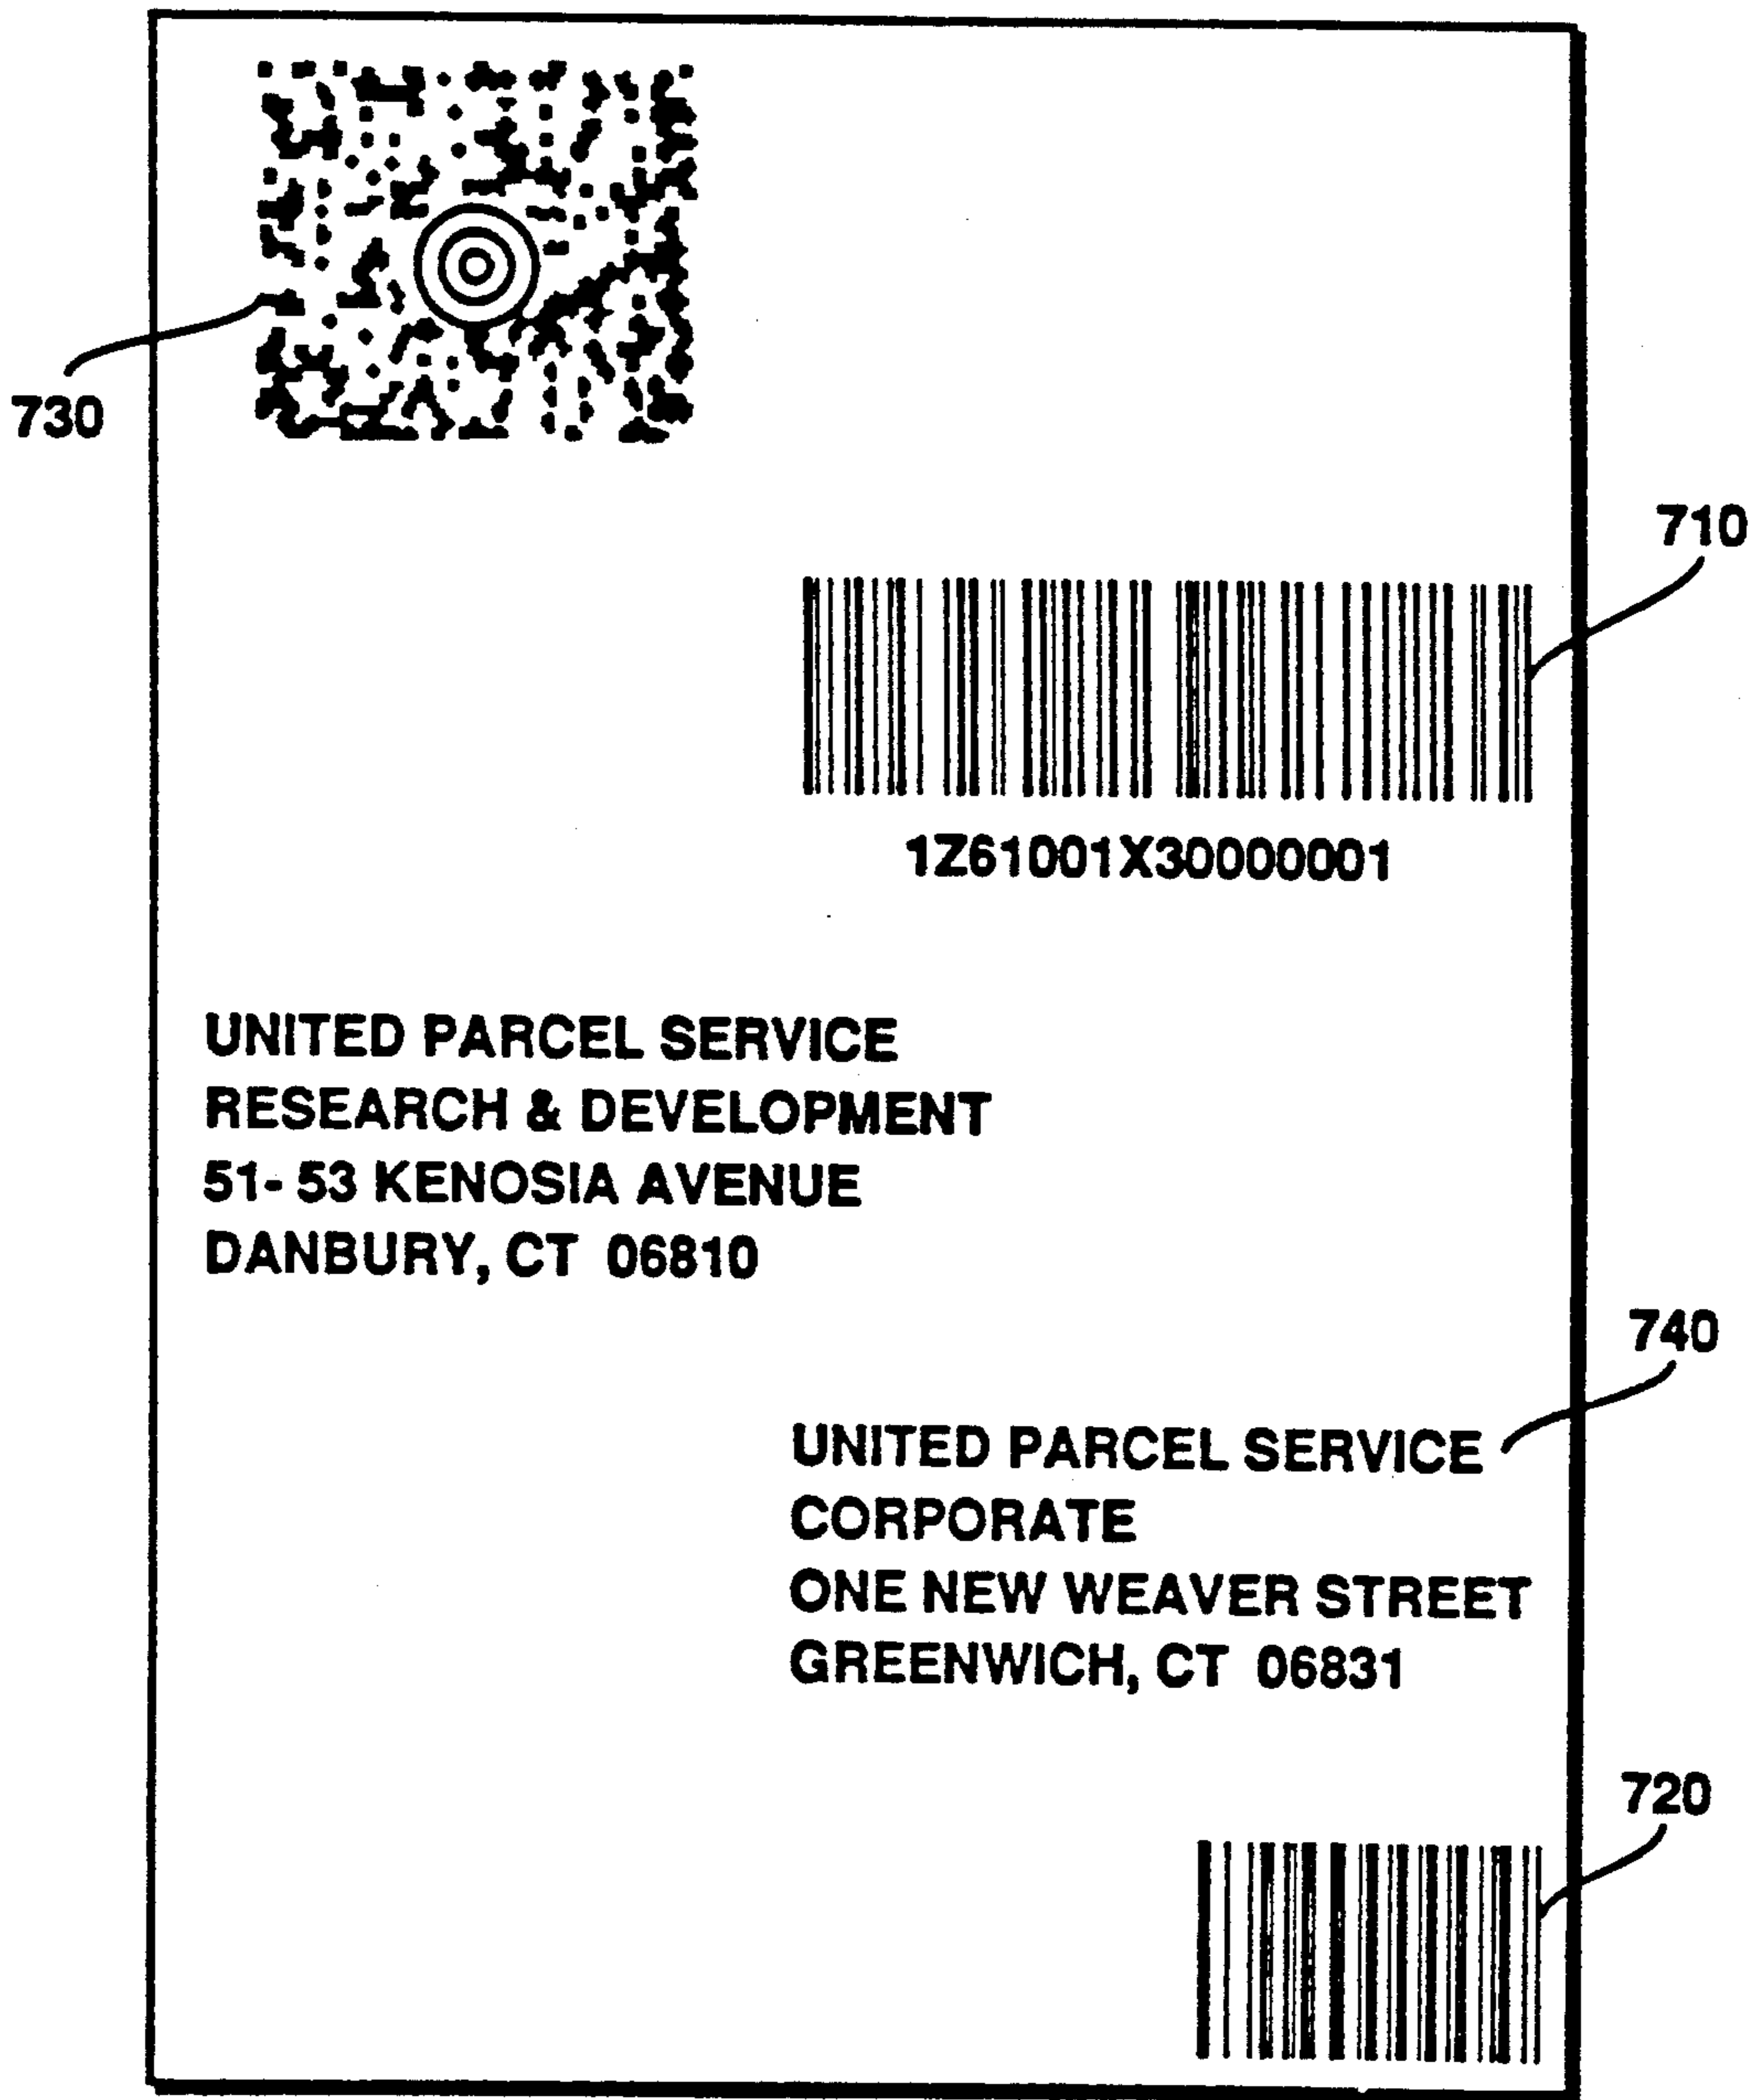 730
710
1Z61001X30000001
UNITED PARCEL SERVICE
RESEARCH & DEVELOPMENT
51- 53 KENOSIA AVENUE
DANBURY, CT 06810
740
UNITED PARCEL SERVICE
CORPORATE
ONE NEW WEAVER STREET
GREENWICH, CT 06831
720